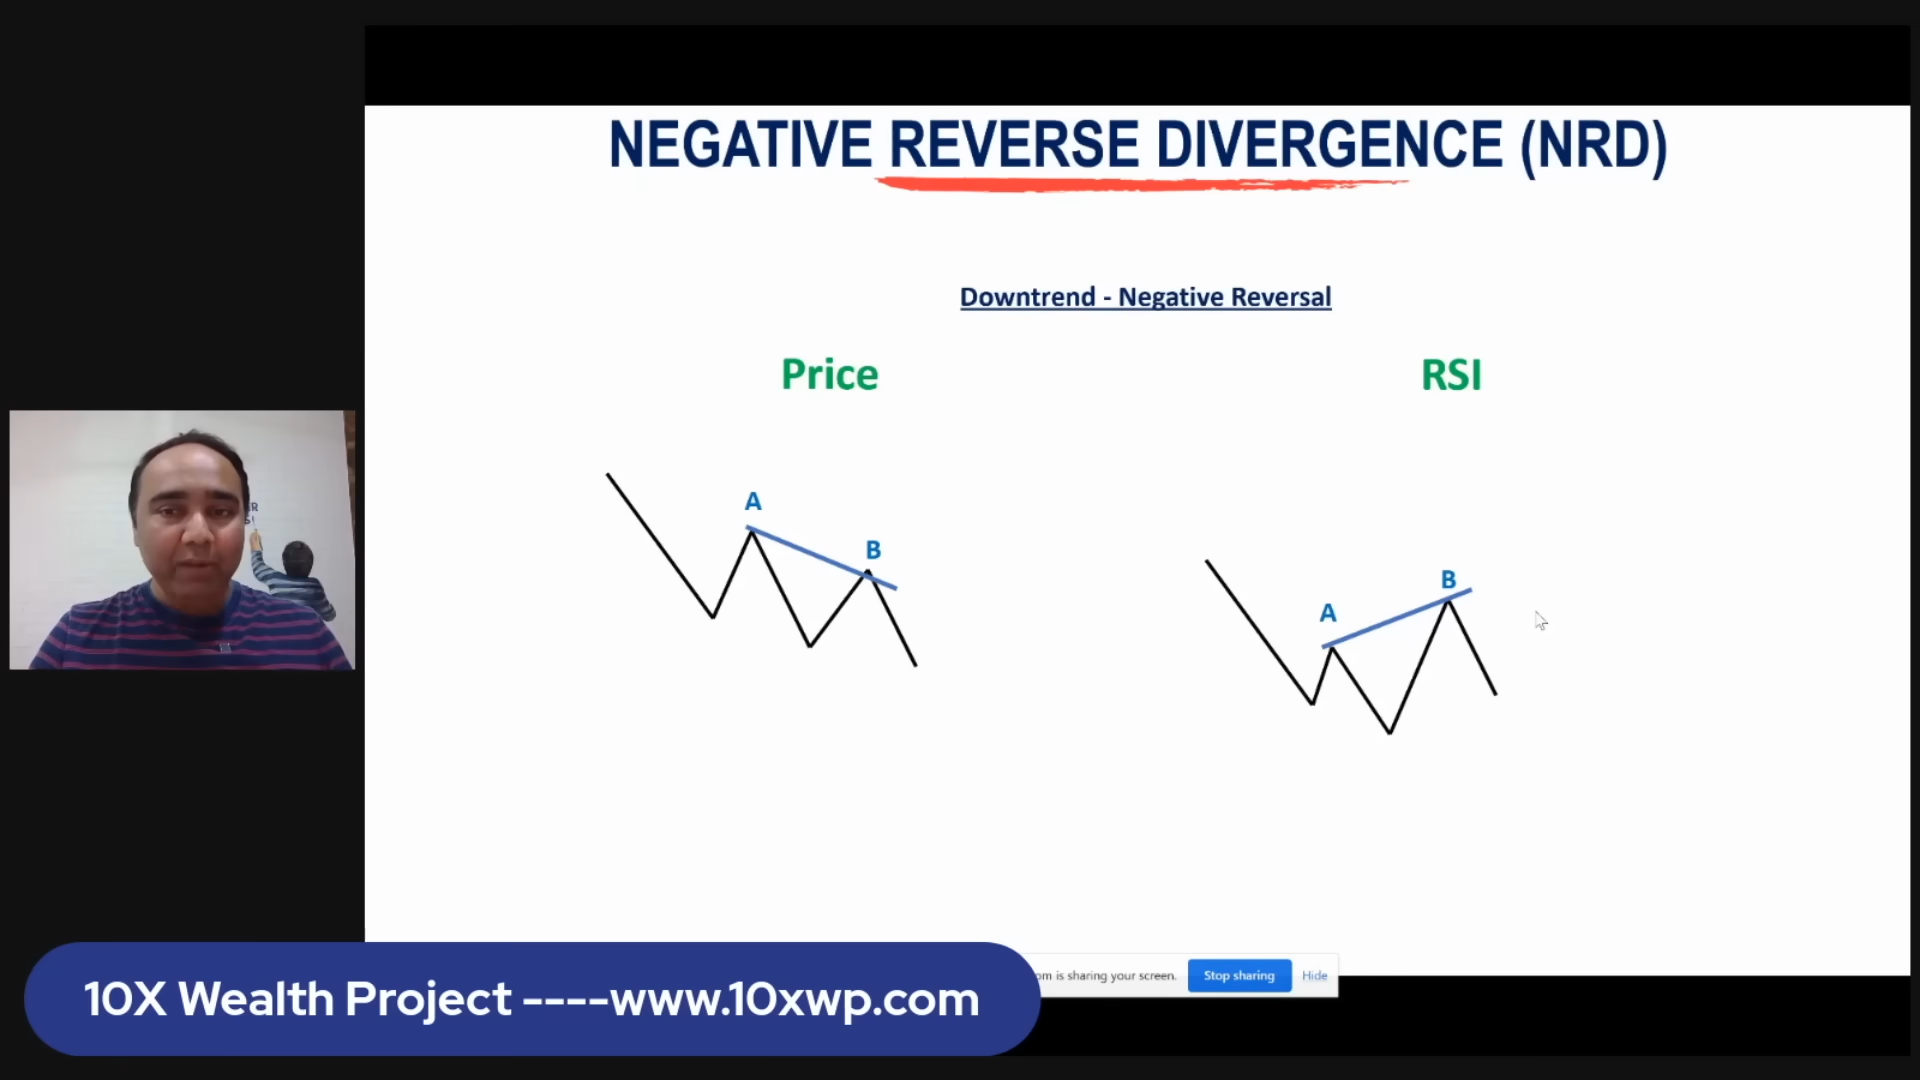 NEGATIVE REVERSE DIVERGENCE (NRD)
Downtrend - Negative Reversal
Price
RSI
A
B
A
B
is sharing your screen.
Stop sharing
Hide
10X Wealth Project ----www.10xwp.com